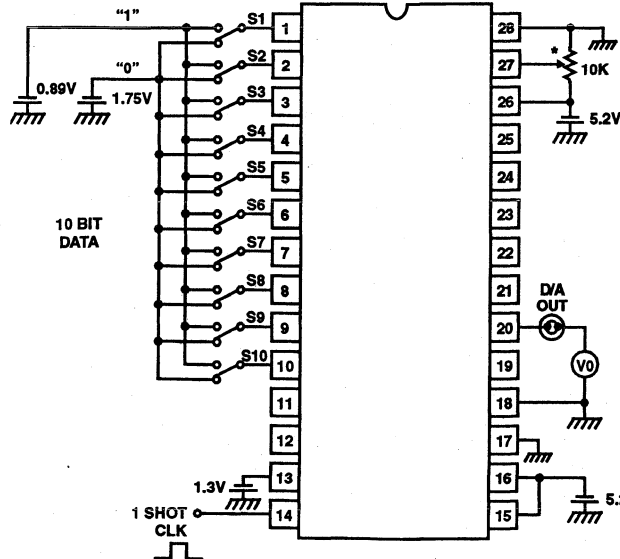 "1"
"0"
0.89V
1.75V
10 BIT
DATA
S1
S2
S3
S4
S5
S6
S7
S8
S9
S10
1
2
3
4
5
6
7
8
9
10
11
12
13
14
1.3V
1 SHOT
CLK
28
27
26
25
24
23
22
21
20
19
18
17
16
15
*
10K
5.2V
D/A
OUT
V0
5.